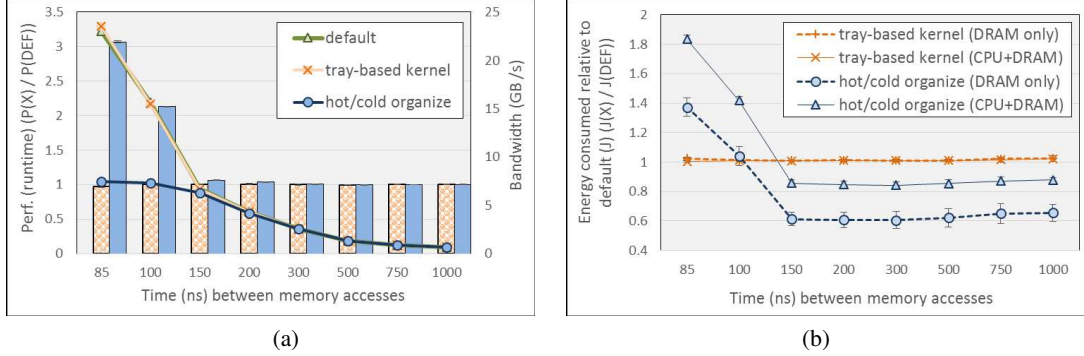 Perf. (runtime) (P(X) / P(DEF))
3.5
3
2.5
2
1.5
1
0.5
0
default
tray-based kernel
hot/cold organize
25
20
15
10
5
0
Bandwidth (GB /s)
85 100 150 200 300 500 750 1000
Time (ns) between memory accesses
(a)
Energy consumed relative to
default (J) (J(X) / J(DEF))
2
1.8
1.6
1.4
1.2
1
0.8
0.6
0.4
tray-based kernel (DRAM only)
tray-based kernel (CPU+DRAM)
hot/cold organize (DRAM only)
hot/cold organize (CPU+DRAM)
85 100 150 200 300 500 750 1000
Time (ns) between memory accesses
(b)